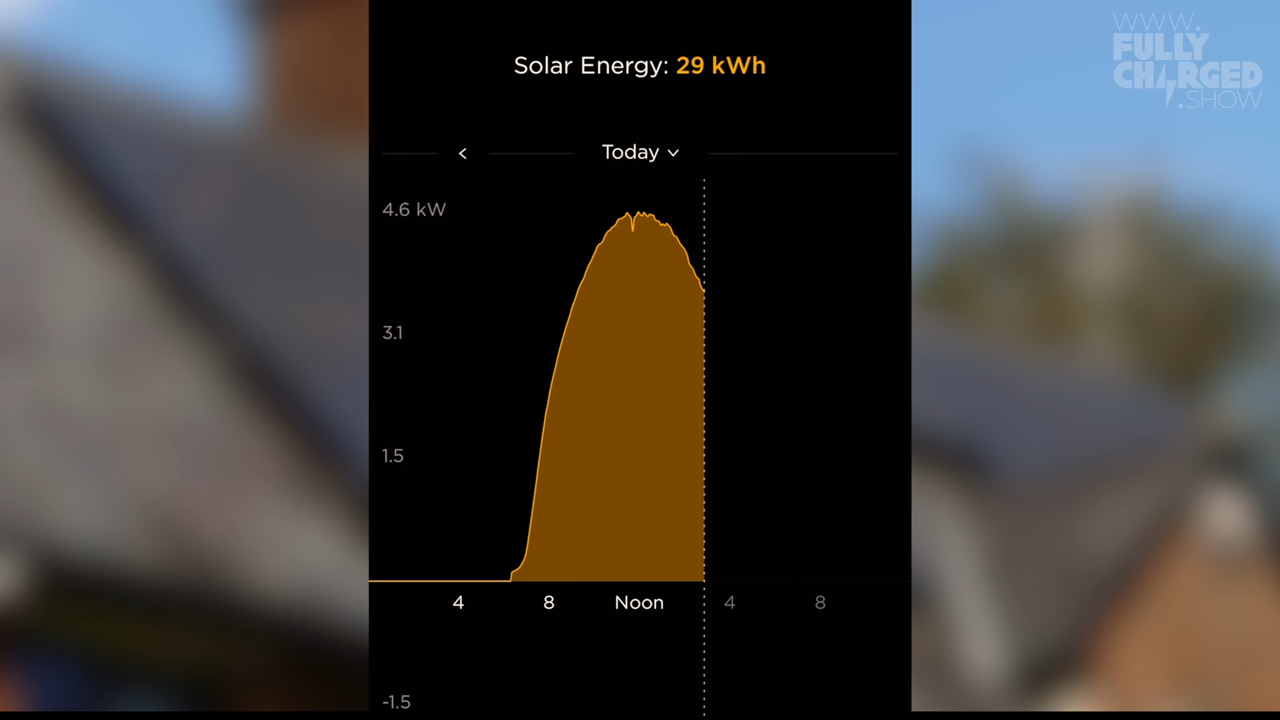 WWW.
FULLY
CHARGED
.SHOW
Solar Energy: 29 kWh
Today
4.6 kW
3.1
1.5
4 8 Noon 4 8
-1.5